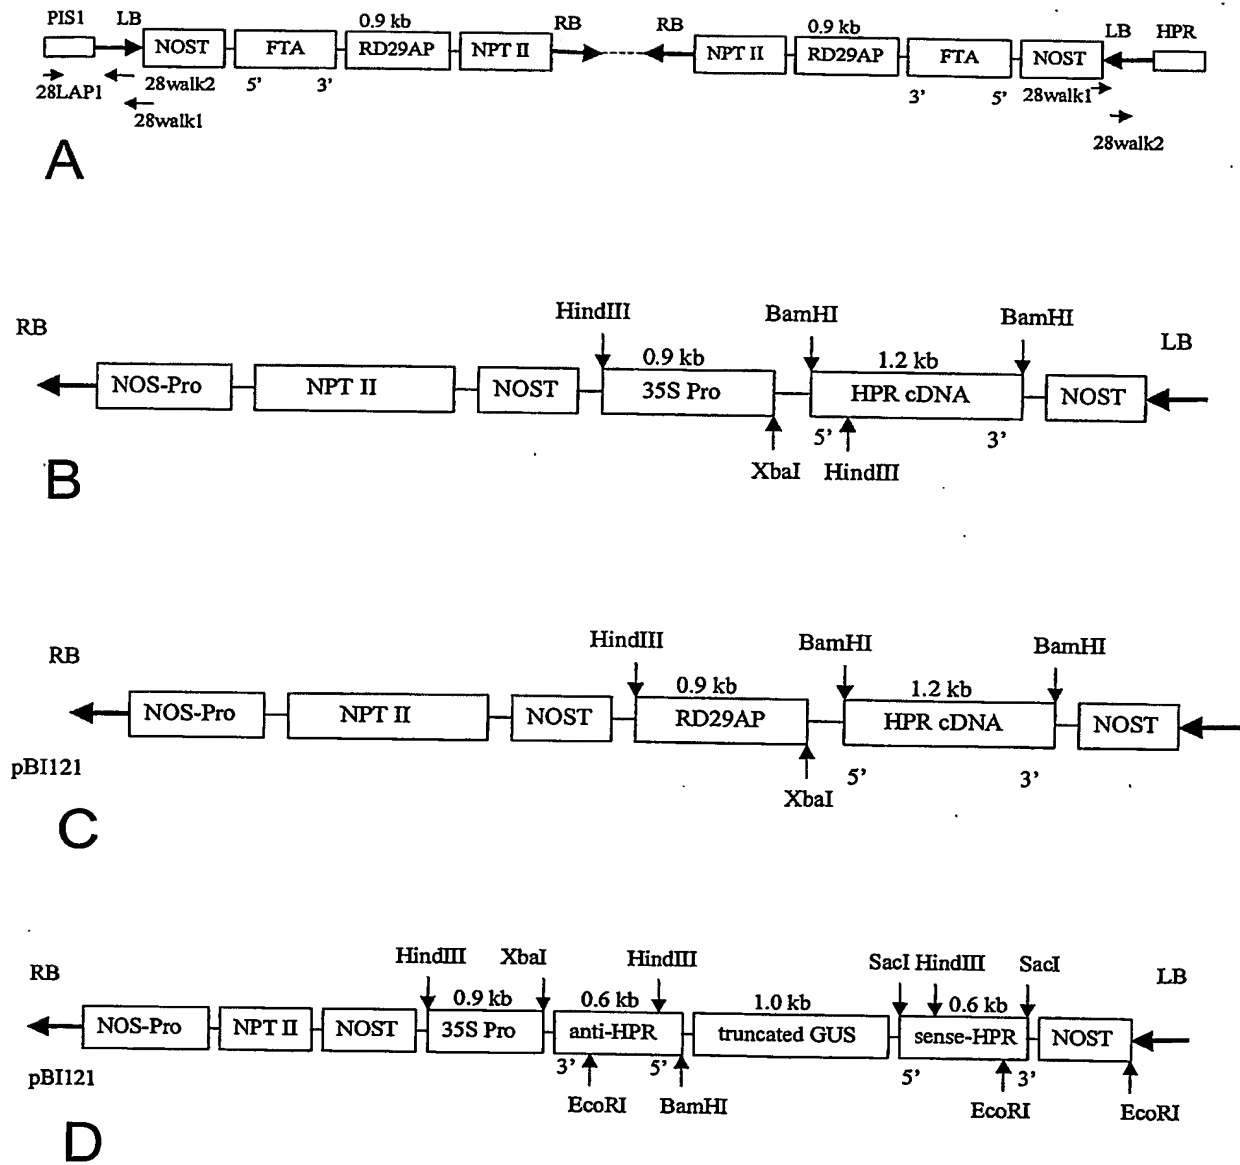 PIS1 LB 0.9 kb RB RB 0.9 kb LB HPR
NOST FTA RD29AP NPT II NPT II RD29AP FTA NOST
28LAP1 28walk2 5’ 3’ 3’ 5’ 28walk1
28walk1 28walk2
A
HindIII BamHI BamHI
RB LB
0.9 kb 1.2 kb
NOS-Pro NPT II NOST 35S Pro HPR cDNA NOST
5’ 3’
XbaI HindIII
B
HindIII BamHI BamHI
RB
0.9 kb 1.2 kb
NOS-Pro NPT II NOST RD29AP HPR cDNA NOST
pBI121 5’ 3’
XbaI
C
HindIII XbaI HindIII SacI HindIII SacI
RB LB
0.9 kb 0.6 kb 1.0 kb 0.6 kb
NOS-Pro NPT II NOST 35S Pro anti-HPR truncated GUS sense-HPR NOST
pBI121 3’ 5’ 5’ 3’
EcoRI BamHI EcoRI EcoRI
D